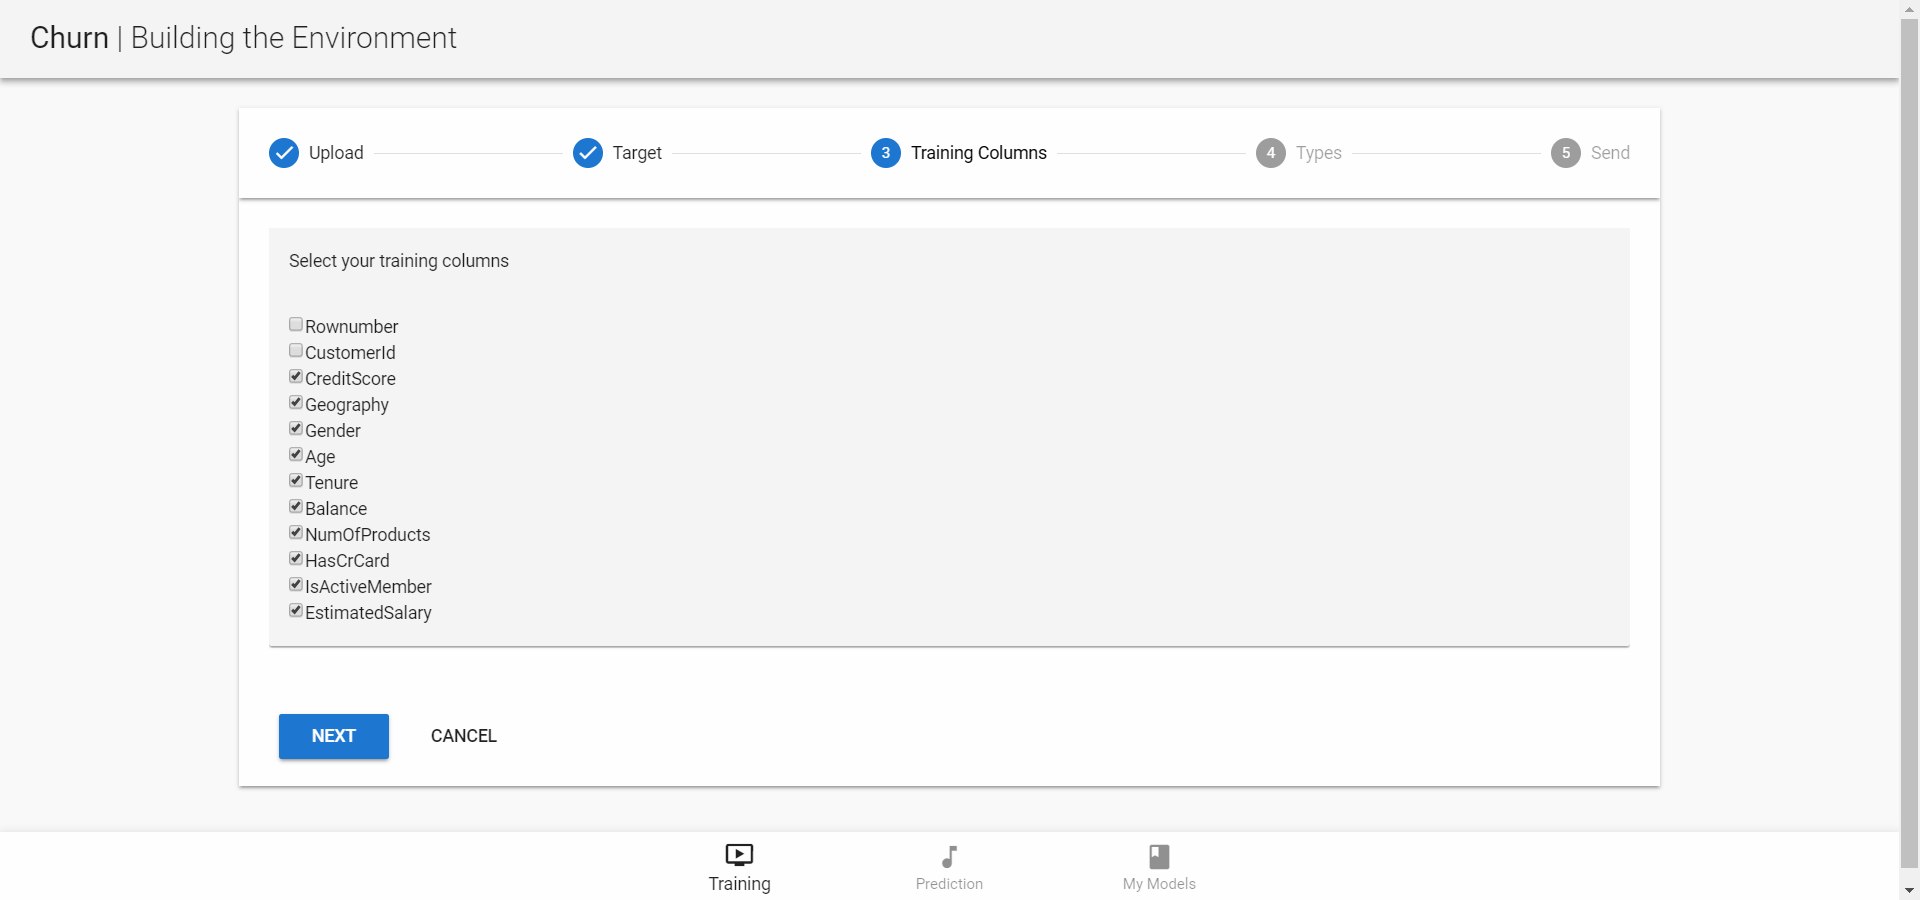 Churn | Building the Environment
Upload
Target
3 Training Columns
4 Types
5 Send
Select your training columns
Rownumber
CustomerId
CreditScore
Geography
Gender
Age
Tenure
Balance
NumOfProducts
HasCrCard
IsActiveMember
EstimatedSalary
NEXT CANCEL
Training
Prediction
My Models